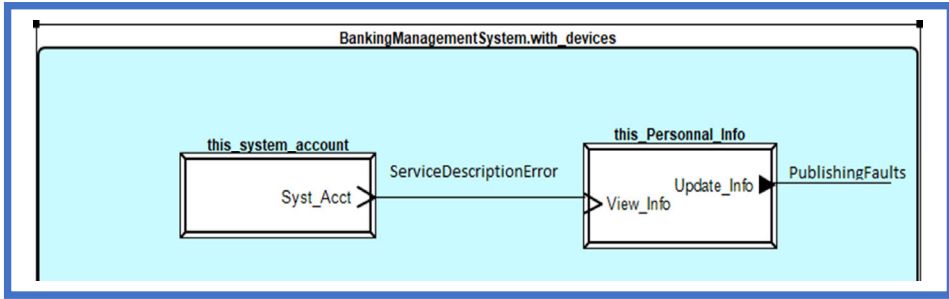 BankingManagementSystem.with_devices
this_system_account
this_Personnal_Info
ServiceDescriptionError
PublishingFaults
Syst_Acct
Update_Info
View_Info